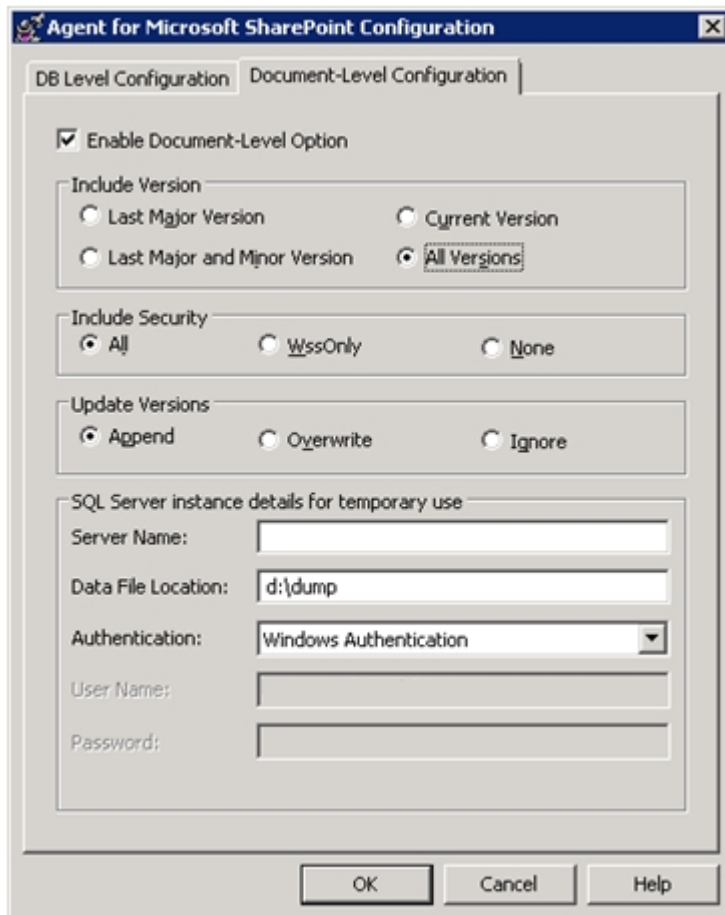 Agent for Microsoft SharePoint Configuration
DB Level Configuration Document-Level Configuration
Enable Document-Level Option
Include Version
Last Major Version Current Version
Last Major and Minor Version All Versions
Include Security
All WssOnly None
Update Versions
Append Overwrite Ignore
SQL Server instance details for temporary use
Server Name:
Data File Location: d:\dump
Authentication: Windows Authentication
User Name:
Password:
OK Cancel Help